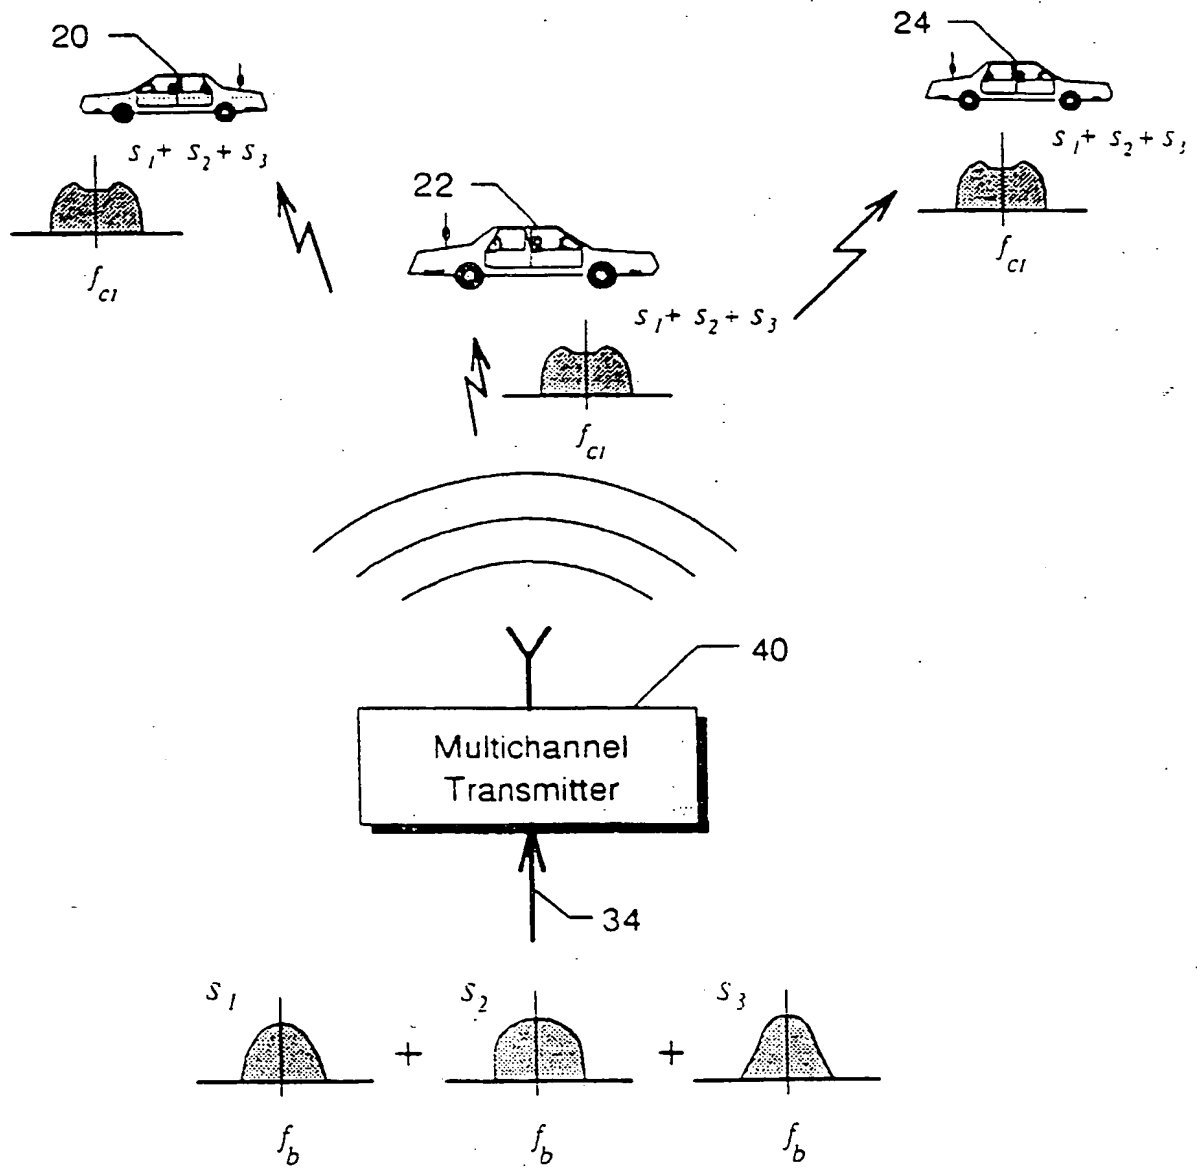 20
24
s1 + s2 + s3
s1 + s2 + s3
22
fc1
fc1
s1 + s2 + s3
fc1
40
Multichannel
Transmitter
34
s1
s2
s3
+
+
fb
fb
fb